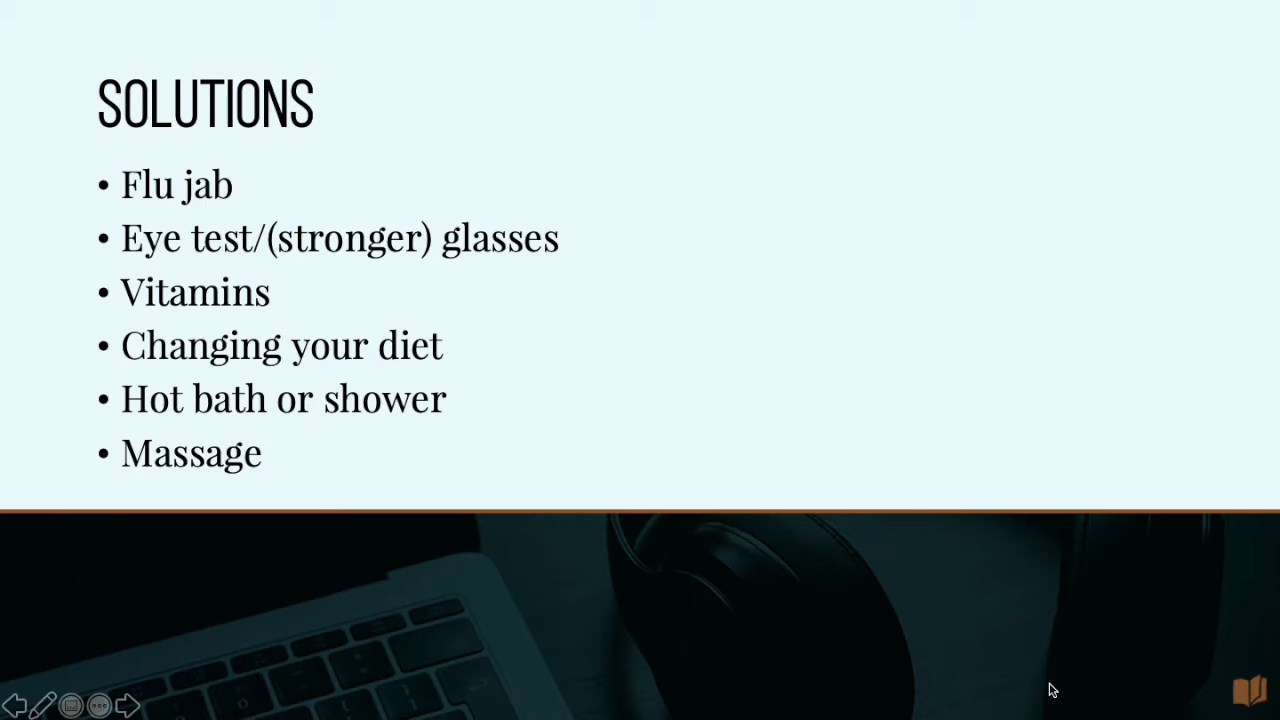 SOLUTIONS
• Flu jab
• Eye test/(stronger) glasses
• Vitamins
• Changing your diet
• Hot bath or shower
• Massage